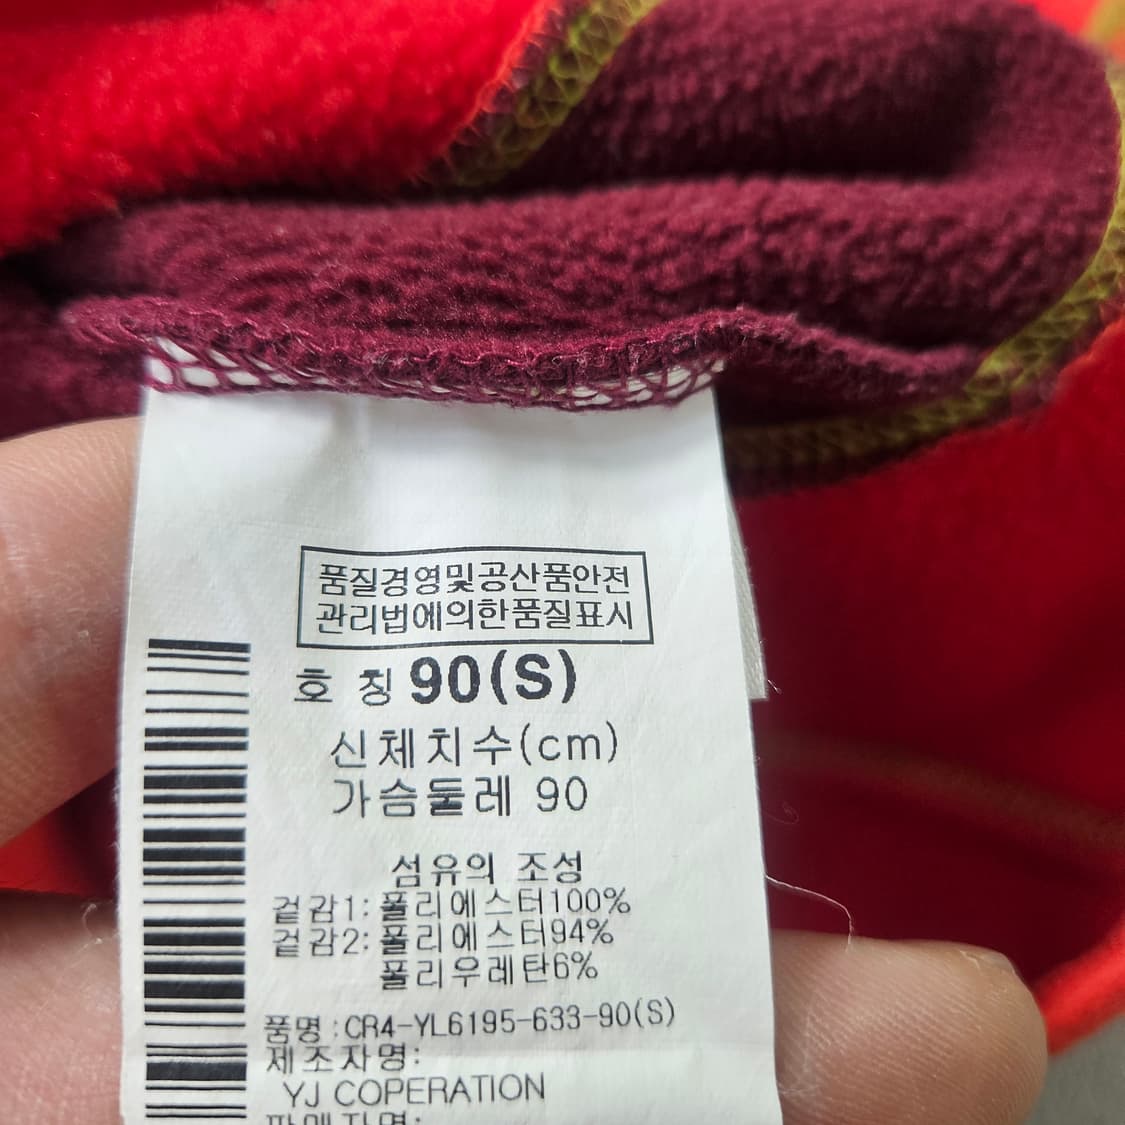 품질경영및공산품안전
관리법에의한품질표시
호 칭 90(S)
신체치수(cm)
가슴둘레 90
섬유의 조성
겉감1: 폴리에스터100%
겉감2: 폴리에스터94%
폴리우레탄6%
품명 : CR4-YL6195-633-90(S)
제조자명:
YJ COPERATION
판매자명: